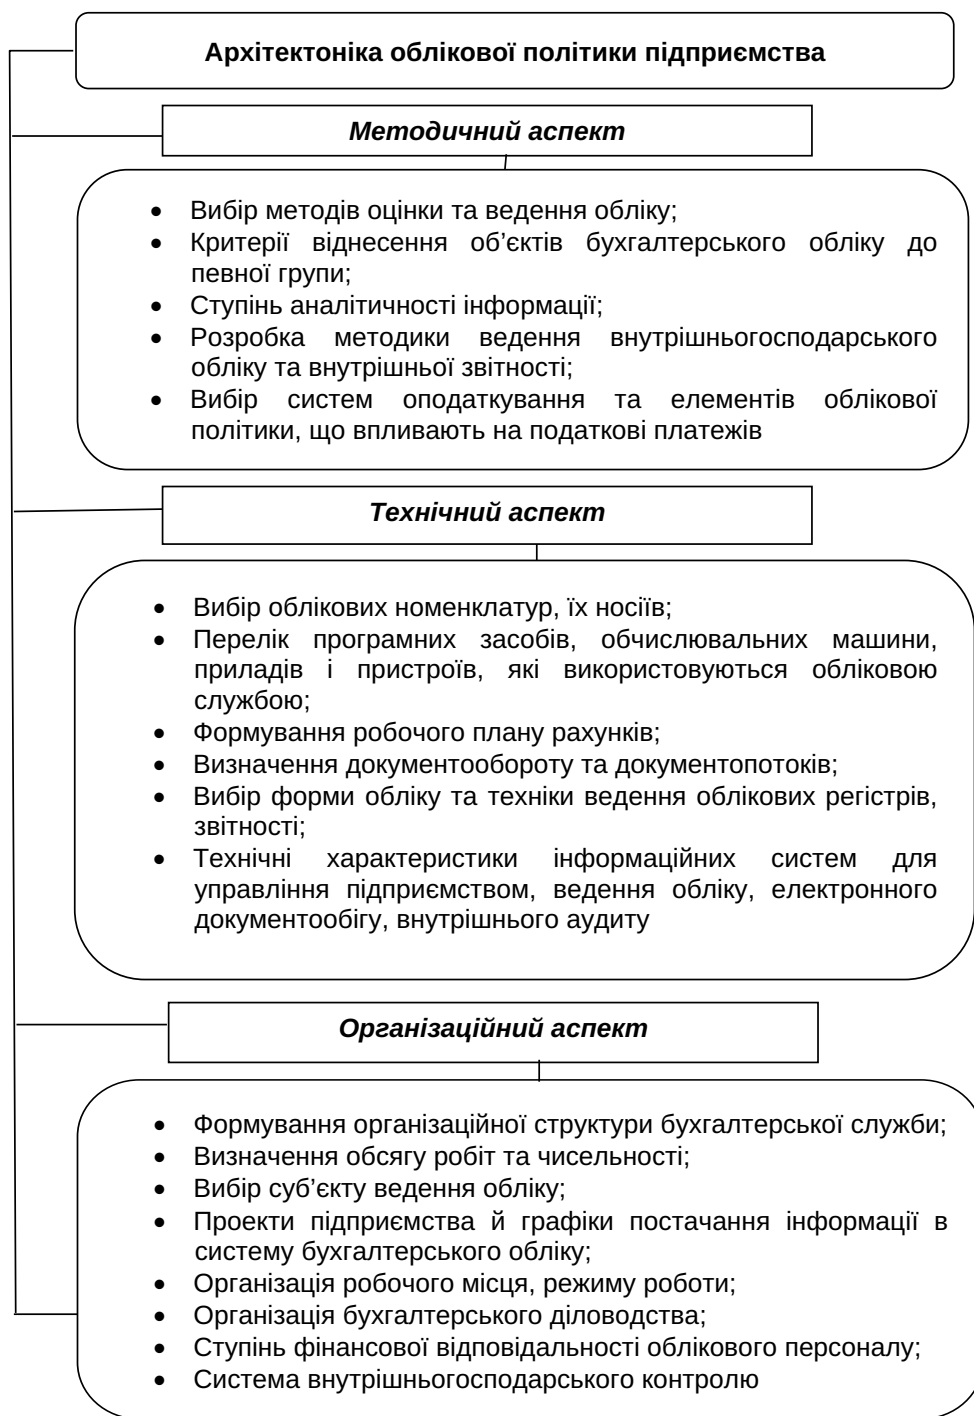 Архітектоніка облікової політики підприємства
Методичний аспект
• Вибір методів оцінки та ведення обліку;
• Критерії віднесення об’єктів бухгалтерського обліку до
певної групи;
• Ступінь аналітичності інформації;
• Розробка методики ведення внутрішньогосподарського
обліку та внутрішньої звітності;
• Вибір систем оподаткування та елементів облікової
політики, що впливають на податкові платежів
Технічний аспект
• Вибір облікових номенклатур, їх носіїв;
• Перелік програмних засобів, обчислювальних машини,
приладів і пристроїв, які використовуються обліковою
службою;
• Формування робочого плану рахунків;
• Визначення документообороту та документопотоків;
• Вибір форми обліку та техніки ведення облікових регістрів,
звітності;
• Технічні характеристики інформаційних систем для
управління підприємством, ведення обліку, електронного
документообігу, внутрішнього аудиту
Організаційний аспект
• Формування організаційної структури бухгалтерської служби;
• Визначення обсягу робіт та чисельності;
• Вибір суб’єкту ведення обліку;
• Проекти підприємства й графіки постачання інформації в
систему бухгалтерського обліку;
• Організація робочого місця, режиму роботи;
• Організація бухгалтерського діловодства;
• Ступінь фінансової відповідальності облікового персоналу;
• Система внутрішньогосподарського контролю